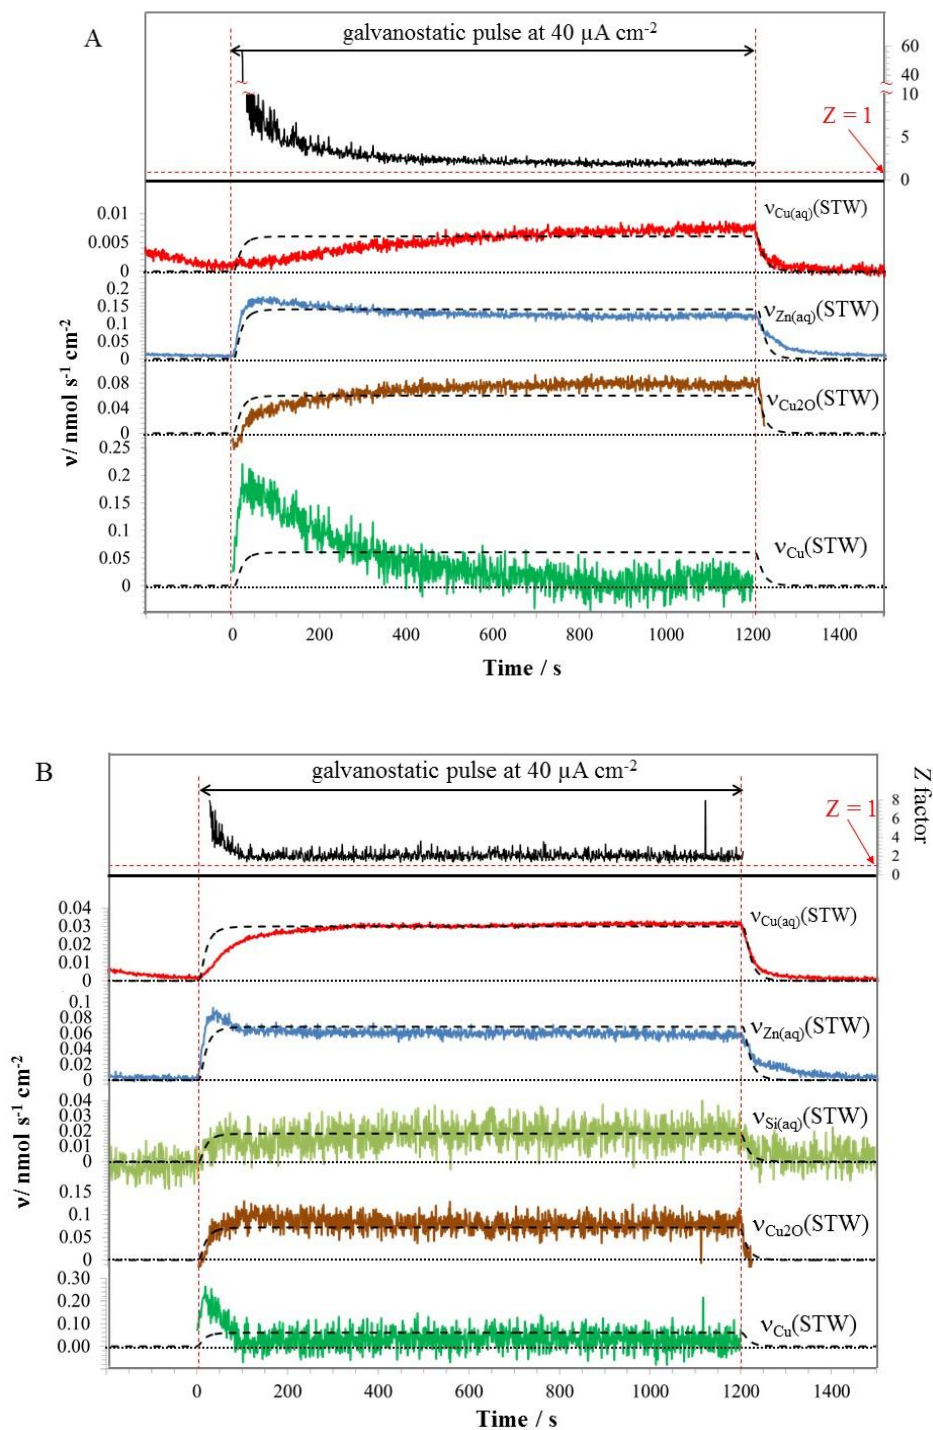 A
galvanostatic pulse at 40 µA cm-2
60
40
10
Z = 1
5
0
0.01
νCu(aq)(STW)
0.005
0
0.2
0.15
νZn(aq)(STW)
0.1
0.05
0
0.08
νCu2O(STW)
0.04
0
ν/ nmol s-1 cm-2
0.25
0.2
0.15
0.1
νCu(STW)
0.05
0
0 200 400 600 800 1000 1200 1400
Time / s
B
galvanostatic pulse at 40 µA cm-2
Z factor
8
Z = 1
6
4
2
0
0.04
νCu(aq)(STW)
0.03
0.02
0.01
0
0.1
0.08
νZn(aq)(STW)
0.06
0.04
0.02
0
ν/ nmol s-1 cm-2
0.04
0.03
νSi(aq)(STW)
0.02
0.01
0
0.15
0.1
νCu2O(STW)
0.05
0
0.30
0.20
νCu(STW)
0.10
0.00
0 200 400 600 800 1000 1200 1400
Time / s